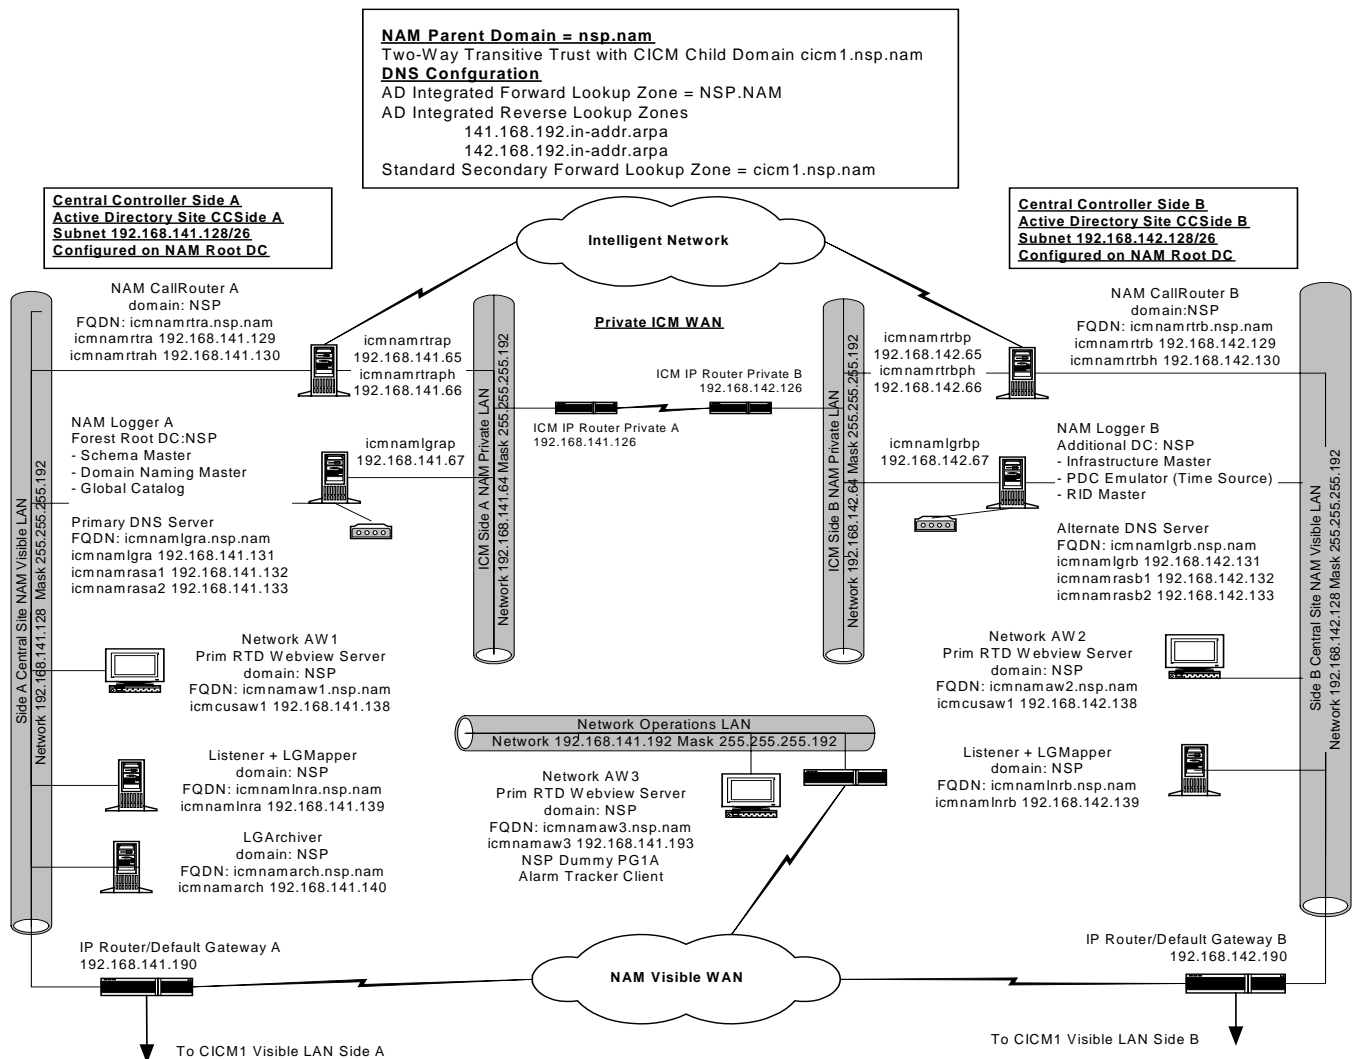 NAM Parent Domain = nsp.nam
Two-Way Transitive Trust with CICM Child Domain cicm1.nsp.nam
DNS Confguration
AD Integrated Forward Lookup Zone = NSP.NAM
AD Integrated Reverse Lookup Zones
141.168.192.in-addr.arpa
142.168.192.in-addr.arpa
Standard Secondary Forward Lookup Zone = cicm1.nsp.nam
Central Controller Side A
Active Directory Site CCSide A
Subnet 192.168.141.128/26
Configured on NAM Root DC
Central Controller Side B
Active Directory Site CCSide B
Subnet 192.168.142.128/26
Configured on NAM Root DC
Intelligent Network
NAM CallRouter A
domain: NSP
FQDN: icmnamrtra.nsp.nam
icmnamrtra 192.168.141.129
icmnamrtrah 192.168.141.130
icmnamrtrap
192.168.141.65
icmnamrtraph
192.168.141.66
Private ICM WAN
ICM IP Router Private B
192.168.142.126
ICM IP Router Private A
192.168.141.126
icmnamrtrbp
192.168.142.65
icmnamrtrbph
192.168.142.66
NAM CallRouter B
domain:NSP
FQDN: icmnamrtrb.nsp.nam
icmnamrtrb 192.168.142.129
icmnamrtrbh 192.168.142.130
NAM Logger A
Forest Root DC:NSP
- Schema Master
- Domain Naming Master
- Global Catalog
Primary DNS Server
FQDN: icmnamlgra.nsp.nam
icmnamlgra 192.168.141.131
icmnamrasa1 192.168.141.132
icmnamrasa2 192.168.141.133
icmnamlgrap
192.168.141.67
icmnamlgrbp
192.168.142.67
NAM Logger B
Additional DC: NSP
- Infrastructure Master
- PDC Emulator (Time Source)
- RID Master
Alternate DNS Server
FQDN: icmnamlgrb.nsp.nam
icmnamlgrb 192.168.142.131
icmnamrasb1 192.168.142.132
icmnamrasb2 192.168.142.133
Side A Central Site NAM Visible LAN
Network 192.168.141.128 Mask 255.255.255.192
ICM Side A NAM Private LAN
Network 192.168.141.64 Mask 255.255.255.192
ICM Side B NAM Private LAN
Network 192.168.142.64 Mask 255.255.255.192
Side B Central Site NAM Visible LAN
Network 192.168.142.128 Mask 255.255.255.192
Network AW1
Prim RTD Webview Server
domain: NSP
FQDN: icmnamaw1.nsp.nam
icmcusaw1 192.168.141.138
Network AW2
Prim RTD Webview Server
domain: NSP
FQDN: icmnamaw2.nsp.nam
icmcusaw1 192.168.142.138
Network Operations LAN
Network 192.168.141.192 Mask 255.255.255.192
Listener + LGMapper
domain: NSP
FQDN: icmnamlnra.nsp.nam
icmnamlnra 192.168.141.139
Network AW3
Prim RTD Webview Server
domain: NSP
FQDN: icmnamaw3.nsp.nam
icmnamaw3 192.168.141.193
NSP Dummy PG1A
Alarm Tracker Client
Listener + LGMapper
domain: NSP
FQDN: icmnamlnrb.nsp.nam
icmnamlnrb 192.168.142.139
LGArchiver
domain: NSP
FQDN: icmnamarch.nsp.nam
icmnamarch 192.168.141.140
IP Router/Default Gateway A
192.168.141.190
NAM Visible WAN
IP Router/Default Gateway B
192.168.142.190
To CICM1 Visible LAN Side A
To CICM1 Visible LAN Side B